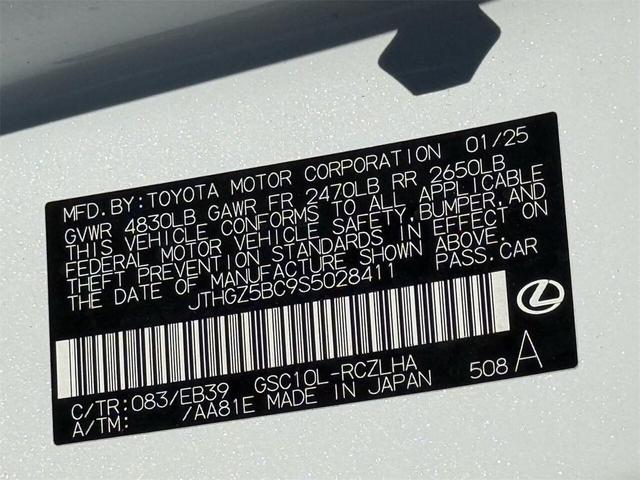 MFD.BY:TOYOTA MOTOR CORPORATION 01/25
GVWR 4830LB GAWR FR 2470LB RR 2650LB
THIS VEHICLE CONFORMS TO ALL APPLICABLE
FEDERAL MOTOR VEHICLE SAFETY,BUMPER,AND
THEFT PREVENTION STANDARDS IN EFFECT ON
THE DATE OF MANUFACTURE SHOWN ABOVE.
JTHGZ5BC9S5028411 PASS.CAR
C/TR:083/EB39 GSC10L-RCZLHA 508 A
A/TM: /AA81E MADE IN JAPAN